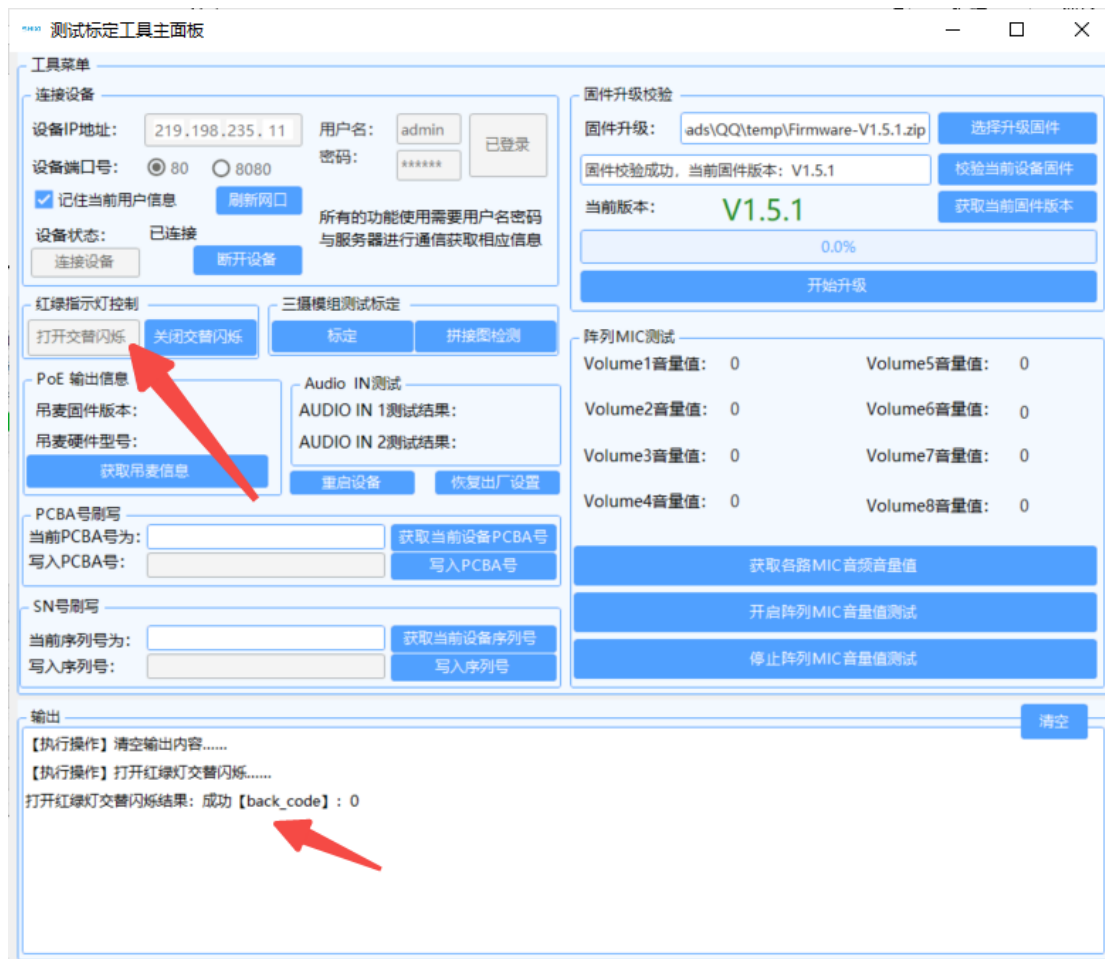 测试标定工具主面板
工具菜单
连接设备
设备IP地址：
219.198.235. 11
用户名：
admin
已登录
设备端口号：
80
8080
密码：
******
记住当前用户信息
刷新网口
所有的功能使用需要用户名密码
与服务器进行通信获取相应信息
设备状态：
已连接
连接设备
断开设备
固件升级校验
固件升级：
ads\QQ\temp\Firmware-V1.5.1.zip
选择升级固件
固件校验成功，当前固件版本：V1.5.1
校验当前设备固件
当前版本：
V1.5.1
获取当前固件版本
0.0%
开始升级
红绿指示灯控制
打开交替闪烁
关闭交替闪烁
三摄模组测试标定
标定
拼接图检测
PoE 输出信息
吊麦固件版本：
吊麦硬件型号：
获取吊麦信息
Audio IN测试
AUDIO IN 1测试结果：
AUDIO IN 2测试结果：
重启设备
恢复出厂设置
PCBA号刷写
当前PCBA号为：
获取当前设备PCBA号
写入PCBA号：
写入PCBA号
SN号刷写
当前序列号为：
获取当前设备序列号
写入序列号：
写入序列号
阵列MIC测试
Volume1音量值： 0
Volume5音量值： 0
Volume2音量值： 0
Volume6音量值： 0
Volume3音量值： 0
Volume7音量值： 0
Volume4音量值： 0
Volume8音量值： 0
获取各路MIC音频音量值
开启阵列MIC音量值测试
停止阵列MIC音量值测试
输出
清空
【执行操作】清空输出内容......
【执行操作】打开红绿灯交替闪烁......
打开红绿灯交替闪烁结果：成功【back_code】：0